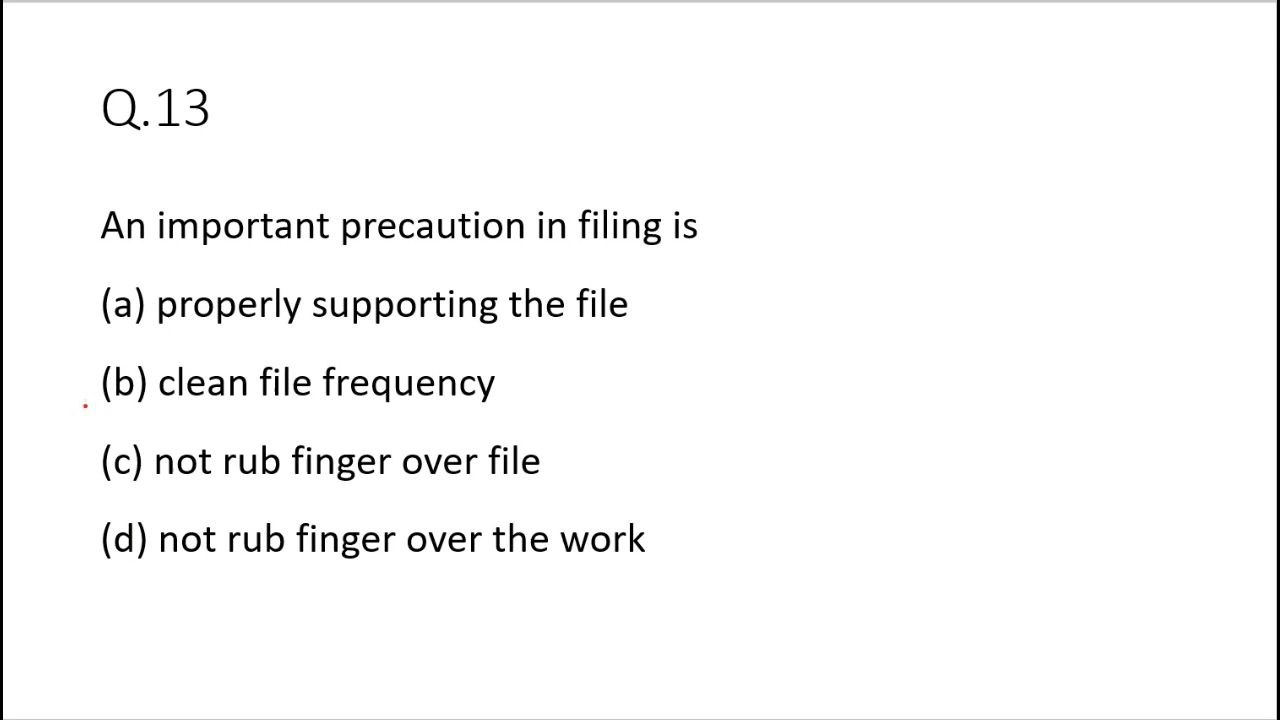 Q.13
An important precaution in filing is
(a) properly supporting the file
(b) clean file frequency
(c) not rub finger over file
(d) not rub finger over the work